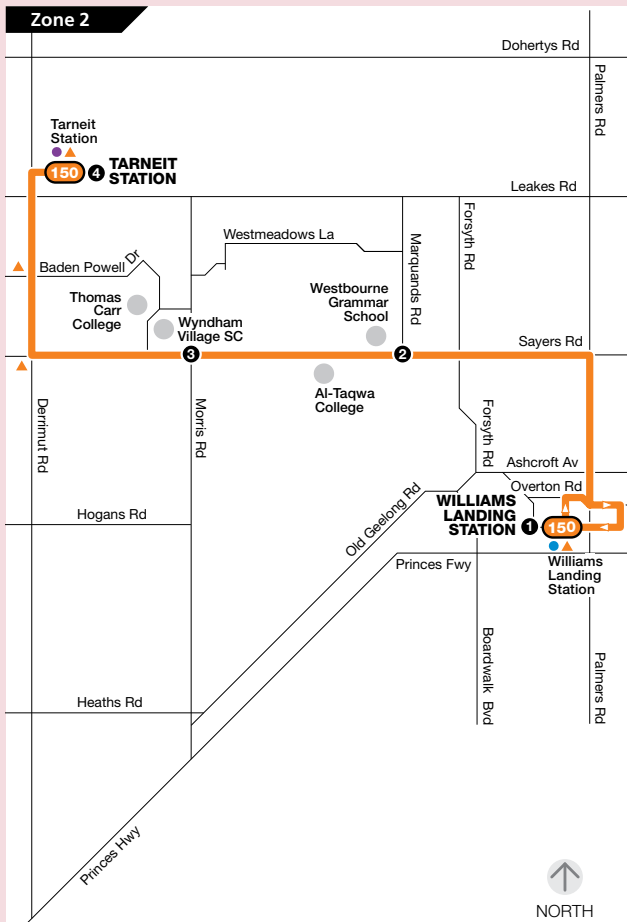 Zone 2
Dohertys Rd
Palmers Rd
Tarneit
Station
150
4
TARNEIT
STATION
Leakes Rd
Forsyth Rd
Westmeadows La
Marquands Rd
Baden Powell Dr
Thomas
Carr
College
Wyndham
Village SC
Westbourne
Grammar
School
Sayers Rd
3
2
Al-Taqwa
College
Derrimut Rd
Morris Rd
Forsyth Rd
Ashcroft Av
Overton Rd
WILLIAMS
LANDING
STATION
1
150
Hogans Rd
Old Geelong Rd
Princes Fwy
Williams
Landing
Station
Boardwalk Bvd
Palmers Rd
Heaths Rd
Princes Hwy
NORTH